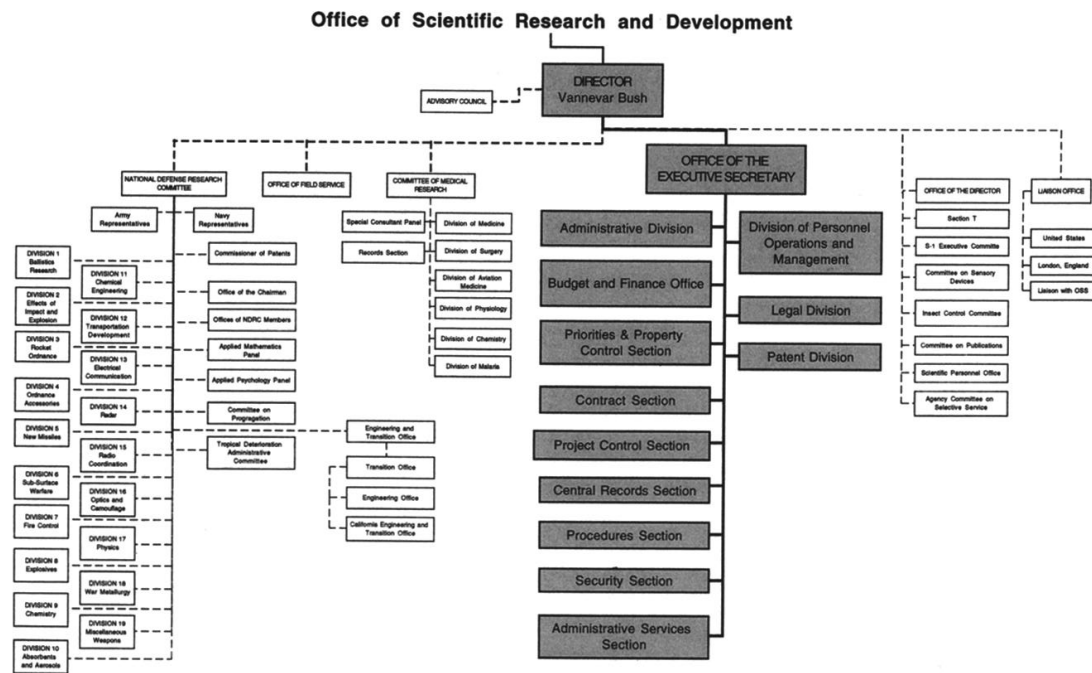 Office of Scientific Research and Development
DIRECTOR
Vannevar Bush
ADVISORY COUNCIL
NATIONAL DEFENSE RESEARCH
COMMITTEE
OFFICE OF FIELD SERVICE
COMMITTEE OF MEDICAL
RESEARCH
OFFICE OF THE
EXECUTIVE SECRETARY
OFFICE OF THE DIRECTOR
LIAISON OFFICE
Army
Representatives
Navy
Representatives
DIVISION 1
Ballistics
Research
DIVISION 2
Effects of
Impact and Explosion
DIVISION 3
Rocket
Ordnance
DIVISION 4
Ordnance
Accessories
DIVISION 5
New Missiles
DIVISION 6
Sub-Surface
Warfare
DIVISION 7
Fire Control
DIVISION 8
Explosives
DIVISION 9
Chemistry
DIVISION 10
Absorbents
and Aerosols
DIVISION 11
Chemical
Engineering
DIVISION 12
Transportation
Development
DIVISION 13
Electrical
Communication
DIVISION 14
Radar
DIVISION 15
Radio
Coordination
DIVISION 16
Optics and
Camouflage
DIVISION 17
Physics
DIVISION 18
War Metallurgy
DIVISION 19
Miscellaneous
Weapons
Commissioner of Patents
Office of the Chairman
Offices of NDRC Members
Applied Mathematics
Panel
Applied Psychology Panel
Committee on
Progregation
Tropical Deterioration
Administrative
Committee
Engineering and
Transition Office
Transition Office
Engineering Office
California Engineering and
Transition Office
Special Consultant Panel
Records Section
Division of Medicine
Division of Surgery
Division of Aviation
Medicine
Division of Physiology
Division of Chemistry
Division of Malaria
Administrative Division
Budget and Finance Office
Priorities & Property
Control Section
Contract Section
Project Control Section
Central Records Section
Procedures Section
Security Section
Administrative Services
Section
Division of Personnel
Operations and
Management
Legal Division
Patent Division
Section T
S-1 Executive Committe
Committee on Sensory
Devices
Insect Control Committee
Committee on Publications
Scientific Personnel Office
Agency Committee on
Selective Service
United States
London, England
Liaison with OSS